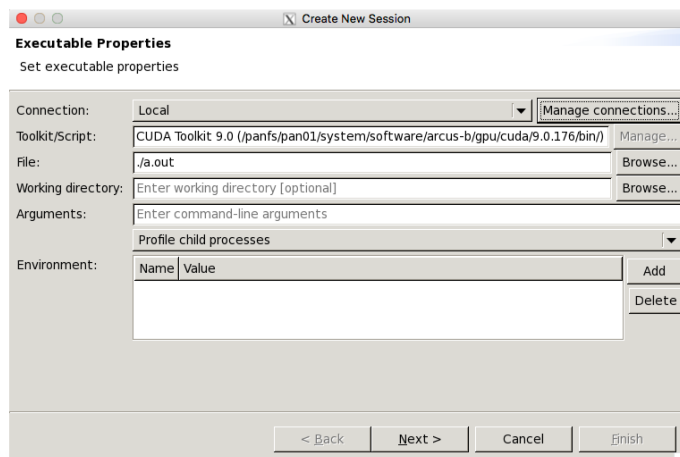 Create New Session
Executable Properties
Set executable properties
Connection: Local Manage connections...
Toolkit/Script: CUDA Toolkit 9.0 (/panfs/pan01/system/software/arcus-b/gpu/cuda/9.0.176/bin/) Manage...
File: ./a.out Browse...
Working directory: Enter working directory [optional] Browse...
Arguments: Enter command-line arguments
Profile child processes
Environment: Name Value Add
Delete
< Back Next > Cancel Finish